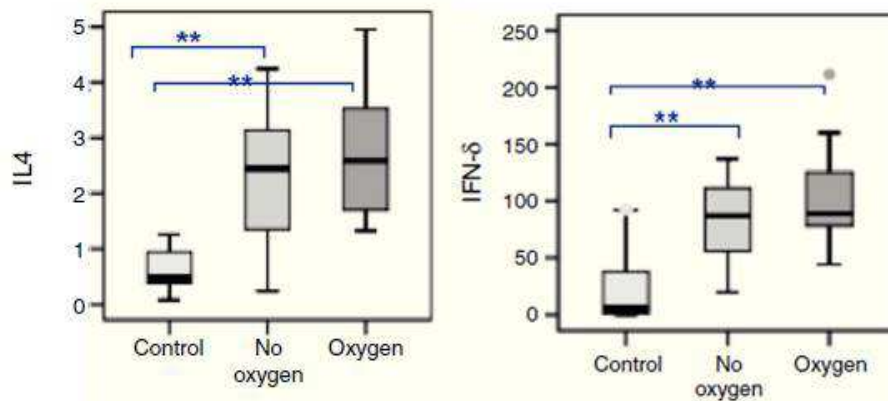 5
4
3
2
1
0
IL4
**
**
Control
No
oxygen
Oxygen
250
200
150
100
50
0
IFN-δ
**
**
Control
No
oxygen
Oxygen